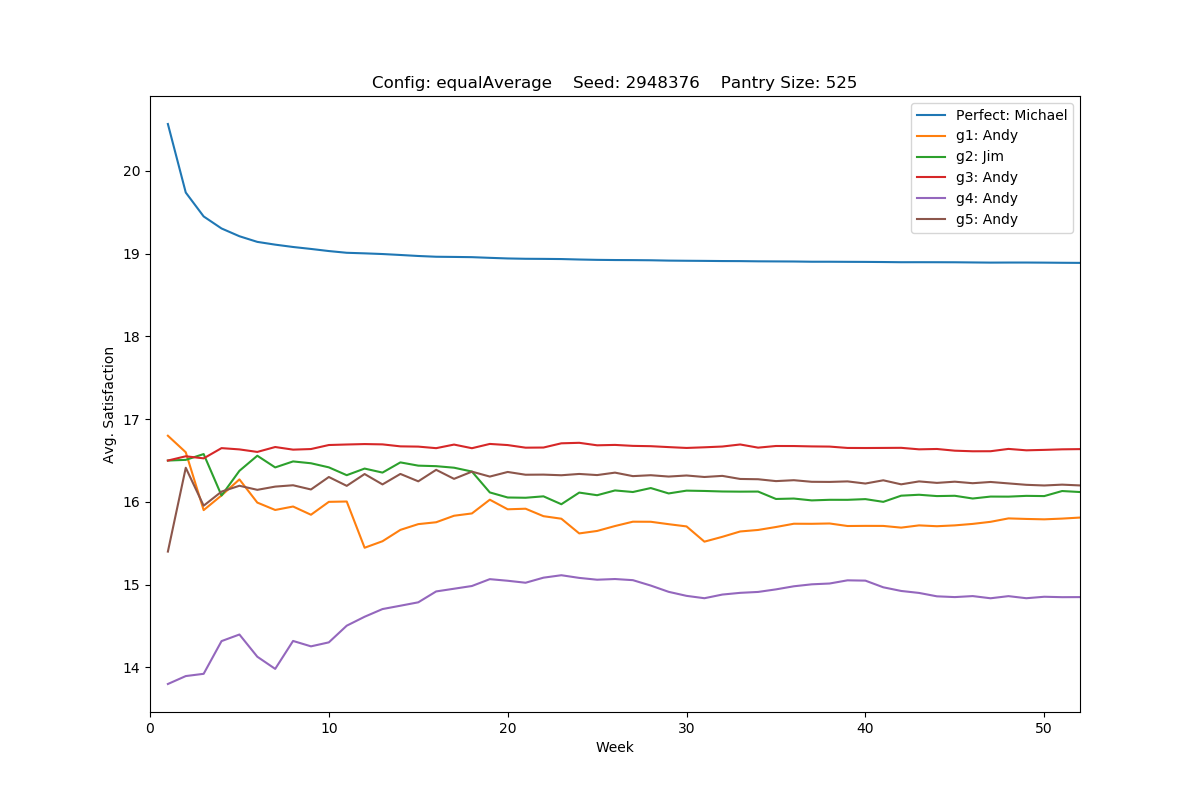 Config: equalAverage    Seed: 2948376    Pantry Size: 525
Perfect: Michael
g1: Andy
g2: Jim
g3: Andy
g4: Andy
g5: Andy
20
19
18
17
16
15
14
Avg. Satisfaction
0 10 20 30 40 50
Week